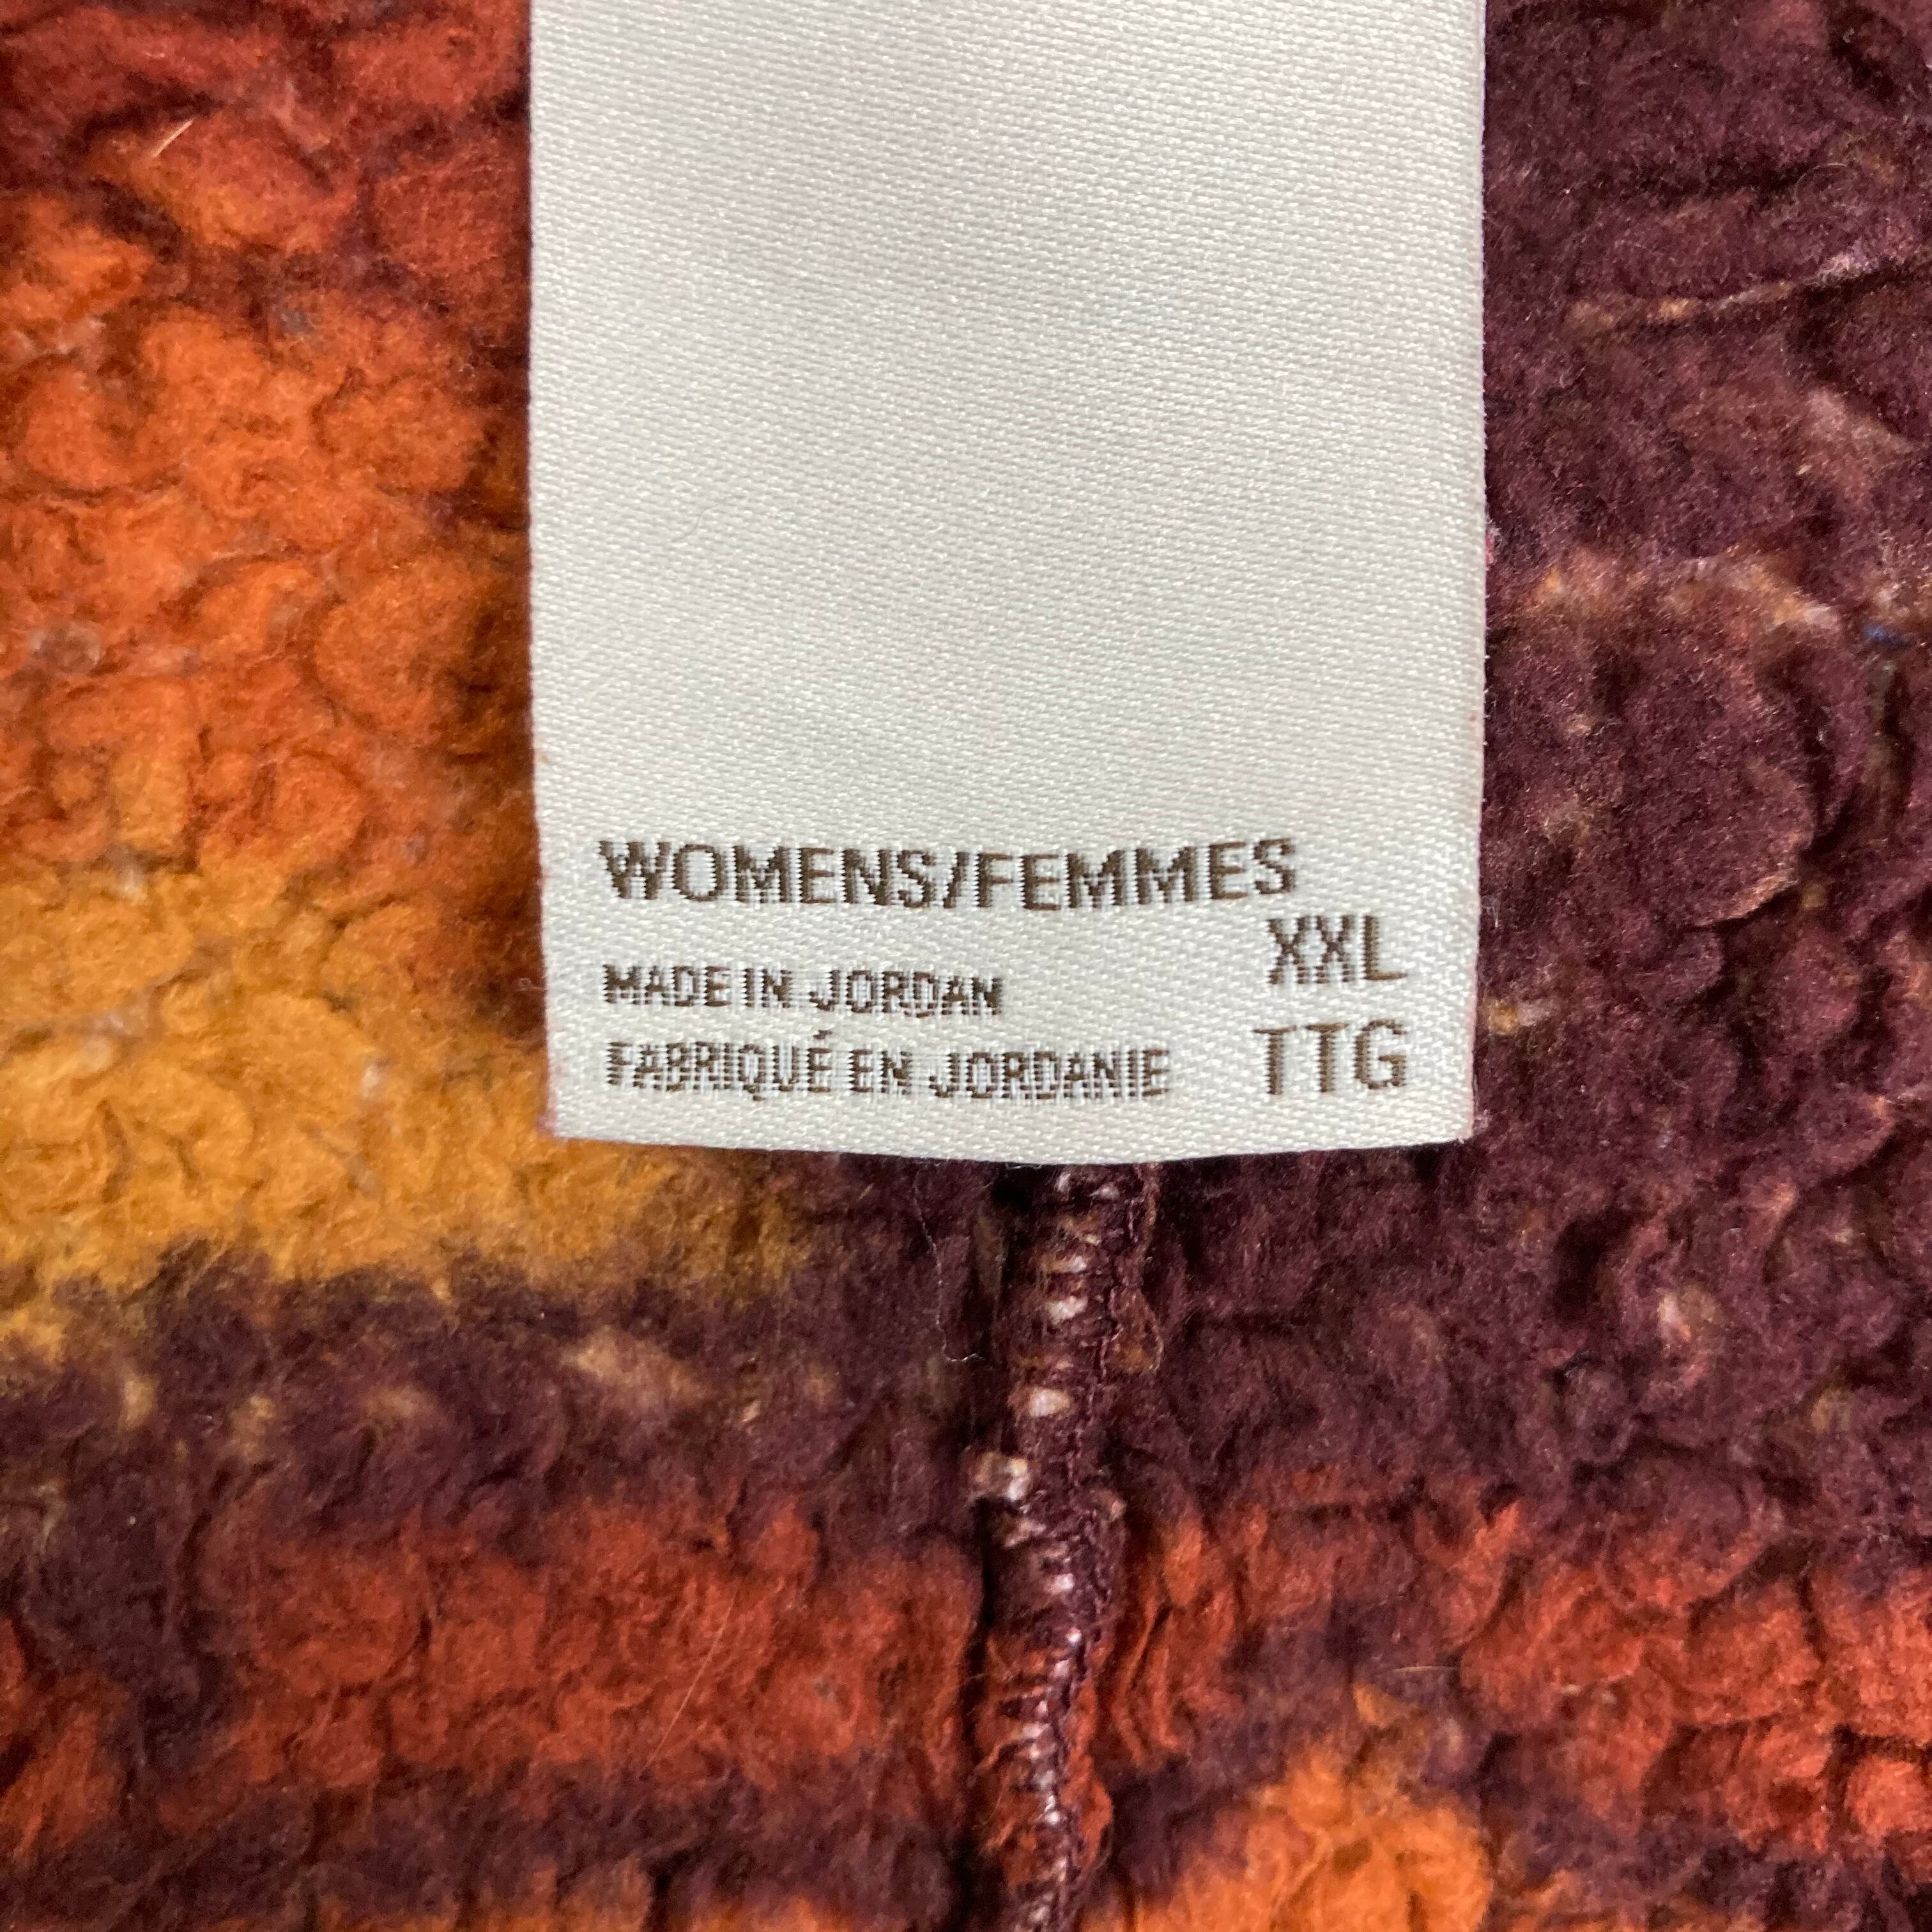 WOMENS/FEMMES
XXL
MADE IN JORDAN
TTG
FABRIQUÉ EN JORDANIE